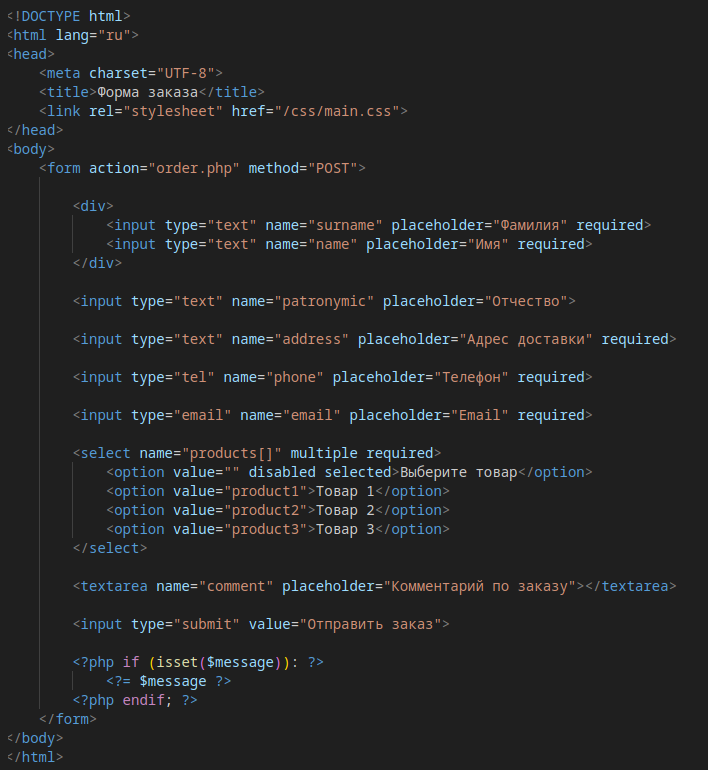 <!DOCTYPE html>
<html lang="ru">
<head>
    <meta charset="UTF-8">
    <title>Форма заказа</title>
    <link rel="stylesheet" href="/css/main.css">
</head>
<body>
    <form action="order.php" method="POST">

        <div>
            <input type="text" name="surname" placeholder="Фамилия" required>
            <input type="text" name="name" placeholder="Имя" required>
        </div>

        <input type="text" name="patronymic" placeholder="Отчество">

        <input type="text" name="address" placeholder="Адрес доставки" required>

        <input type="tel" name="phone" placeholder="Телефон" required>

        <input type="email" name="email" placeholder="Email" required>

        <select name="products[]" multiple required>
            <option value="" disabled selected>Выберите товар</option>
            <option value="product1">Товар 1</option>
            <option value="product2">Товар 2</option>
            <option value="product3">Товар 3</option>
        </select>

        <textarea name="comment" placeholder="Комментарий по заказу"></textarea>

        <input type="submit" value="Отправить заказ">

        <?php if (isset($message)): ?>
            <?= $message ?>
        <?php endif; ?>
    </form>
</body>
</html>